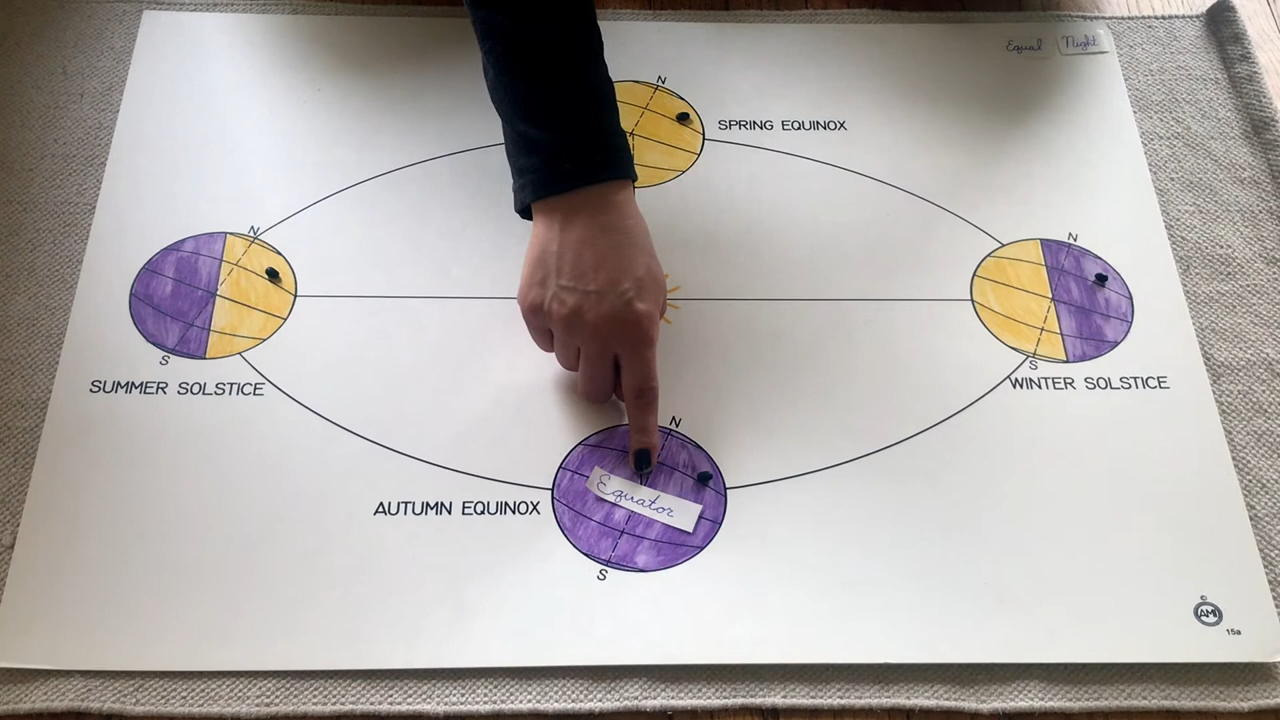 Equal Night
N
SPRING EQUINOX
N
S
SUMMER SOLSTICE
N
S
WINTER SOLSTICE
N
Equator
S
AUTUMN EQUINOX
©
AMI
15a